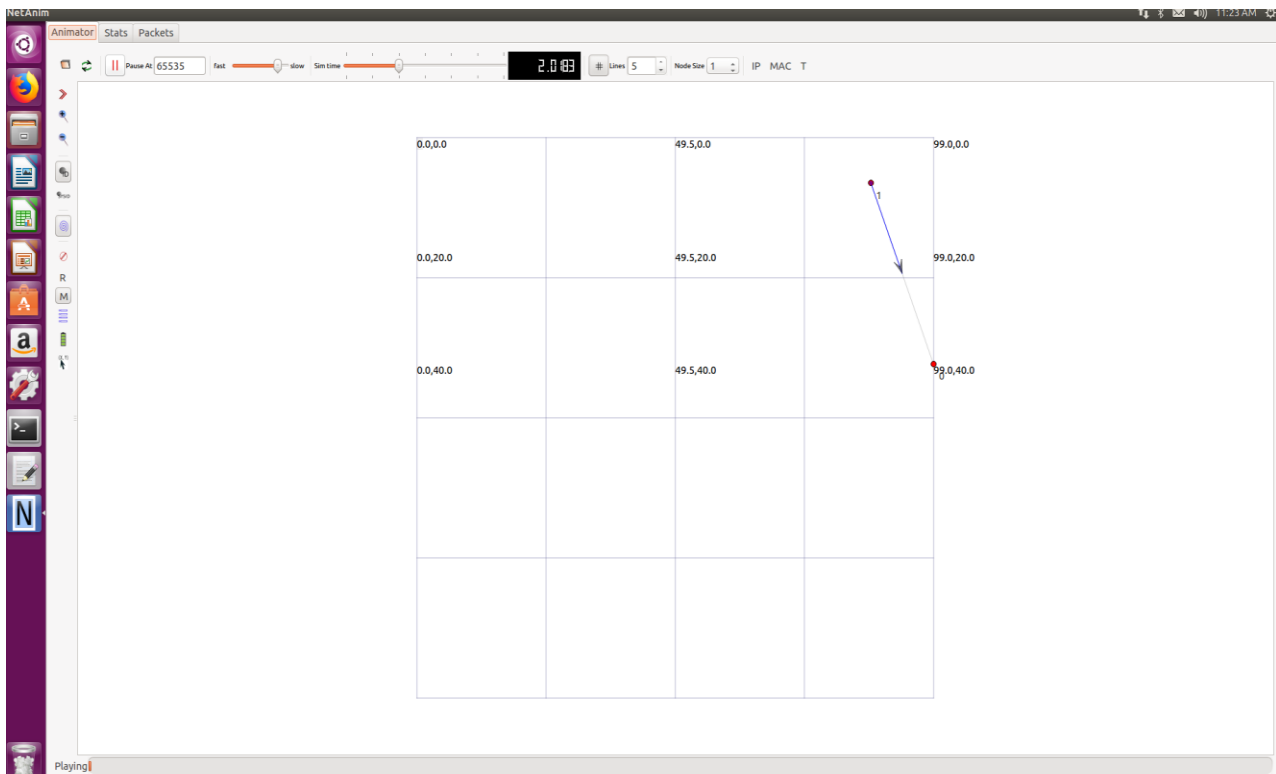 NetAnim
11:23 AM
Animator Stats Packets
Pause At 65535 fast slow Sim time 2.0183 # Lines 5 Node Size 1 IP MAC T
0.0,0.0 49.5,0.0 99.0,0.0
1
0.0,20.0 49.5,20.0 99.0,20.0
R
M
0.0,40.0 49.5,40.0 99.0,40.0
0
a
>_
N
Playing